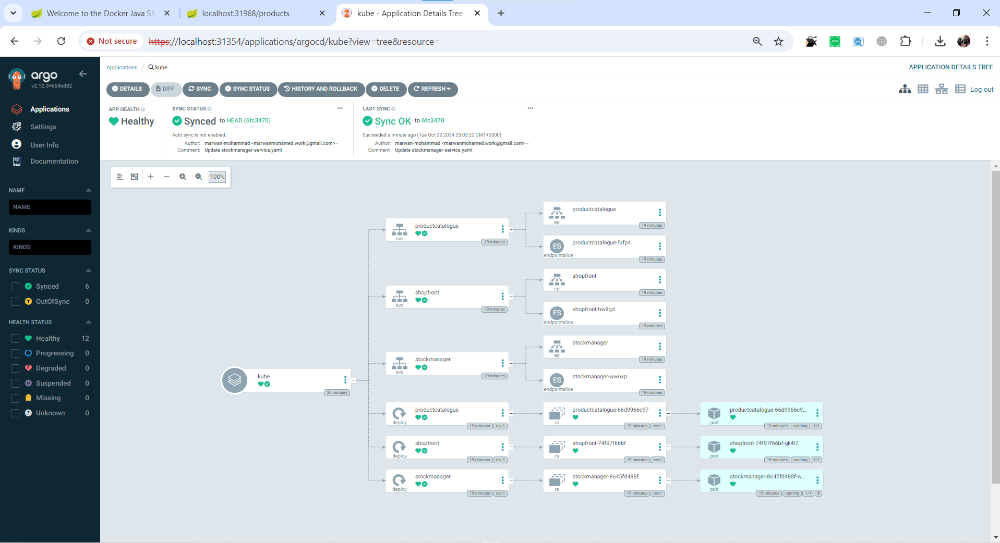 Welcome to the Docker Java Sh
localhost:31968/products
kube - Application Details Tree
Not secure
https://localhost:31354/applications/argocd/kube?view=tree&resource=
argo
v2.12.3+6b9cd82
Applications
Settings
User Info
Documentation
NAME
NAME
KINDS
KINDS
SYNC STATUS
Synced 6
OutOfSync 0
HEALTH STATUS
Healthy 12
Progressing 0
Degraded 0
Suspended 0
Missing 0
Unknown 0
Applications / kube
APPLICATION DETAILS TREE
DETAILS DIFF SYNC SYNC STATUS HISTORY AND ROLLBACK DELETE REFRESH
Log out
APP HEALTH
Healthy
SYNC STATUS
Synced to HEAD (6fc3470)
Auto sync is not enabled.
Author: marwan-mohammad <marwanmohamed.work@gmail.com> -
Comment: Update stockmanager-service.yaml
LAST SYNC
Sync OK to 6fc3470
Succeeded a minute ago (Tue Oct 22 2024 23:03:22 GMT+0300)
Author: marwan-mohammad <marwanmohamed.work@gmail.com> -
Comment: Update stockmanager-service.yaml
100%
kube
26 minutes
productcatalogue
svc
19 minutes
productcatalogue
ep
19 minutes
ES
productcatalogue-5rfp4
endpointslice
19 minutes
shopfront
svc
19 minutes
shopfront
ep
19 minutes
ES
shopfront-hw8gd
endpointslice
19 minutes
stockmanager
svc
19 minutes
stockmanager
ep
19 minutes
ES
stockmanager-ww6xp
endpointslice
19 minutes
productcatalogue
deploy
19 minutes rev:1
productcatalogue-66d9966c97
rs
19 minutes rev:1
productcatalogue-66d9966c9...
pod
19 minutes running 1/1
shopfront
deploy
19 minutes rev:1
shopfront-74f97f66bf
rs
19 minutes rev:1
shopfront-74f97f66bf-gk4l7
pod
19 minutes running 1/1
stockmanager
deploy
19 minutes rev:1
stockmanager-8645fd488f
rs
19 minutes rev:1
stockmanager-8645fd488f-w...
pod
19 minutes running 1/1 8